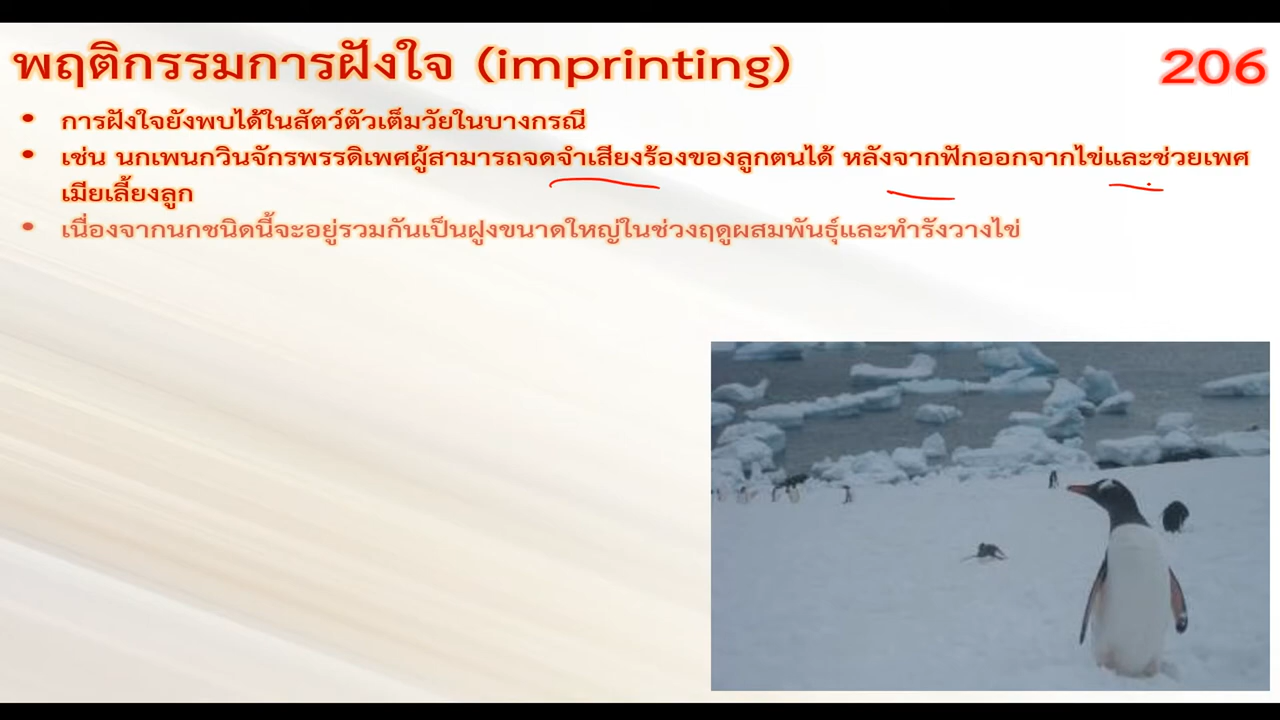 พฤติกรรมการฝังใจ (imprinting)
206
• การฝังใจยังพบได้ในสัตว์ตัวเต็มวัยในบางกรณี
• เช่น นกเพนกวินจักรพรรดิเพศผู้สามารถจดจำเสียงร้องของลูกตนได้ หลังจากฟักออกจากไข่และช่วยเพศ
เมียเลี้ยงลูก
• เนื่องจากนกชนิดนี้จะอยู่รวมกันเป็นฝูงขนาดใหญ่ในช่วงฤดูผสมพันธุ์และทำรังวางไข่